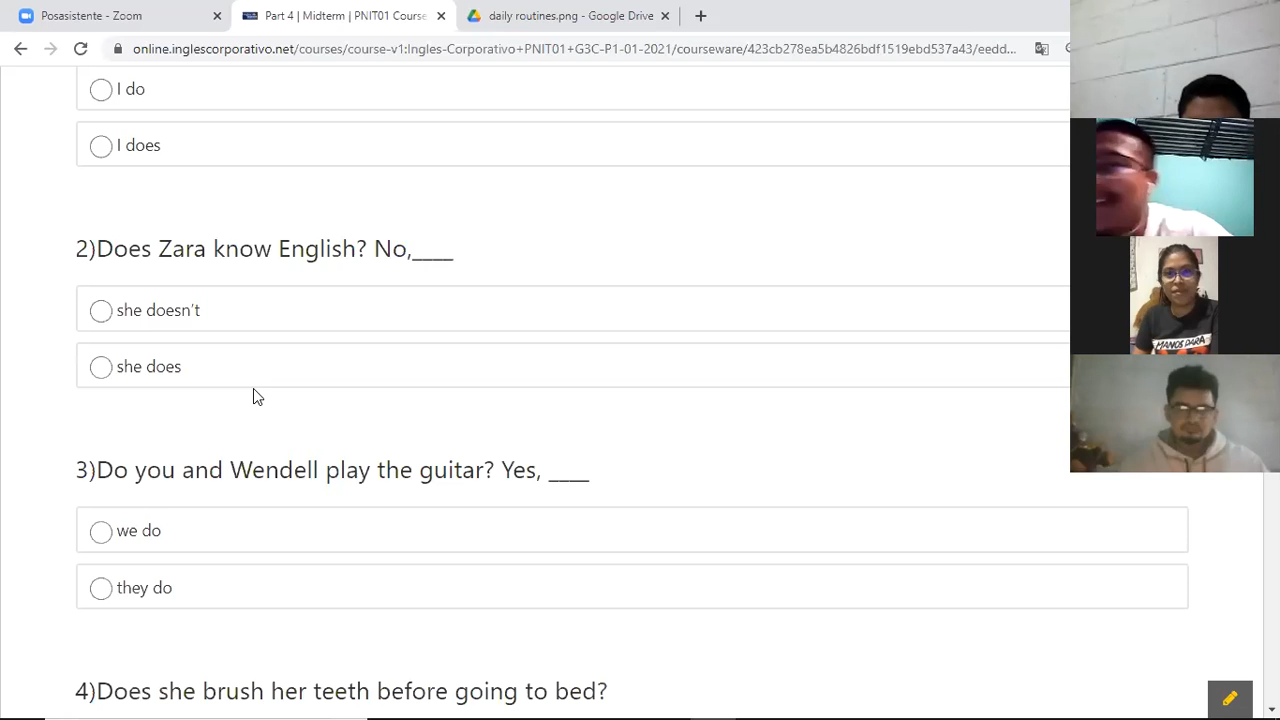 Posasistente - Zoom
Part 4 | Midterm | PNIT01 Course
daily routines.png - Google Drive
online.inglescorporativo.net/courses/course-v1:Ingles-Corporativo+PNIT01+G3C-P1-01-2021/courseware/423cb278ea5b4826bdf1519ebd537a43/eedd...
I do
I does
2)Does Zara know English? No,____
she doesn't
she does
3)Do you and Wendell play the guitar? Yes, ____
we do
they do
4)Does she brush her teeth before going to bed?
MANOS PARA